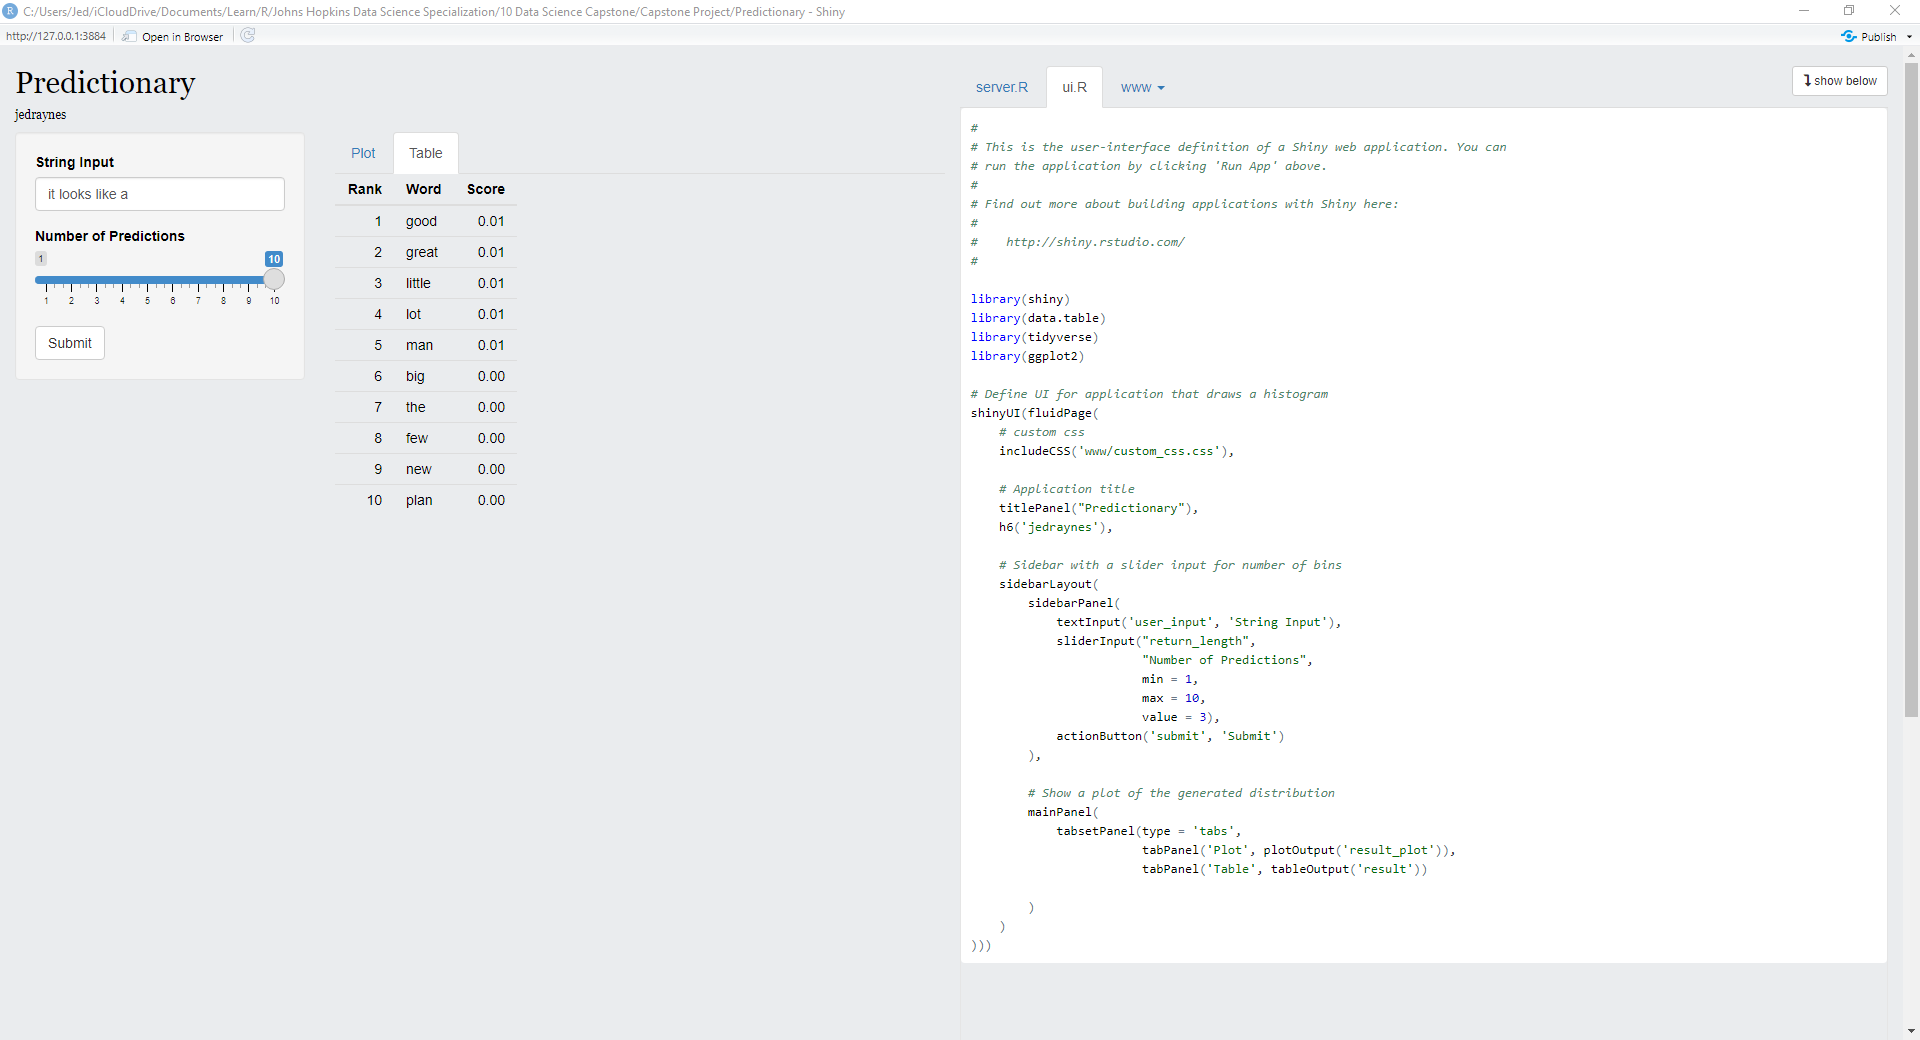 C:/Users/Jed/iCloudDrive/Documents/Learn/R/Johns Hopkins Data Science Specialization/10 Data Science Capstone/Capstone Project/Predictionary - Shiny
http://127.0.0.1:3884 Open in Browser Publish
Predictionary
jedraynes
String Input
it looks like a
Number of Predictions
1 10
1 2 3 4 5 6 7 8 9 10
Submit
Plot Table
Rank Word Score
1 good 0.01
2 great 0.01
3 little 0.01
4 lot 0.01
5 man 0.01
6 big 0.00
7 the 0.00
8 few 0.00
9 new 0.00
10 plan 0.00
server.R ui.R www show below
#
# This is the user-interface definition of a Shiny web application. You can
# run the application by clicking 'Run App' above.
#
# Find out more about building applications with Shiny here:
#
#    http://shiny.rstudio.com/
#
library(shiny)
library(data.table)
library(tidyverse)
library(ggplot2)
# Define UI for application that draws a histogram
shinyUI(fluidPage(
    # custom css
    includeCSS('www/custom_css.css'),
    # Application title
    titlePanel("Predictionary"),
    h6('jedraynes'),
    # Sidebar with a slider input for number of bins
    sidebarLayout(
        sidebarPanel(
            textInput('user_input', 'String Input'),
            sliderInput("return_length",
                        "Number of Predictions",
                        min = 1,
                        max = 10,
                        value = 3),
            actionButton('submit', 'Submit')
        ),
        # Show a plot of the generated distribution
        mainPanel(
            tabsetPanel(type = 'tabs',
                        tabPanel('Plot', plotOutput('result_plot')),
                        tabPanel('Table', tableOutput('result'))
        )
    )
)))